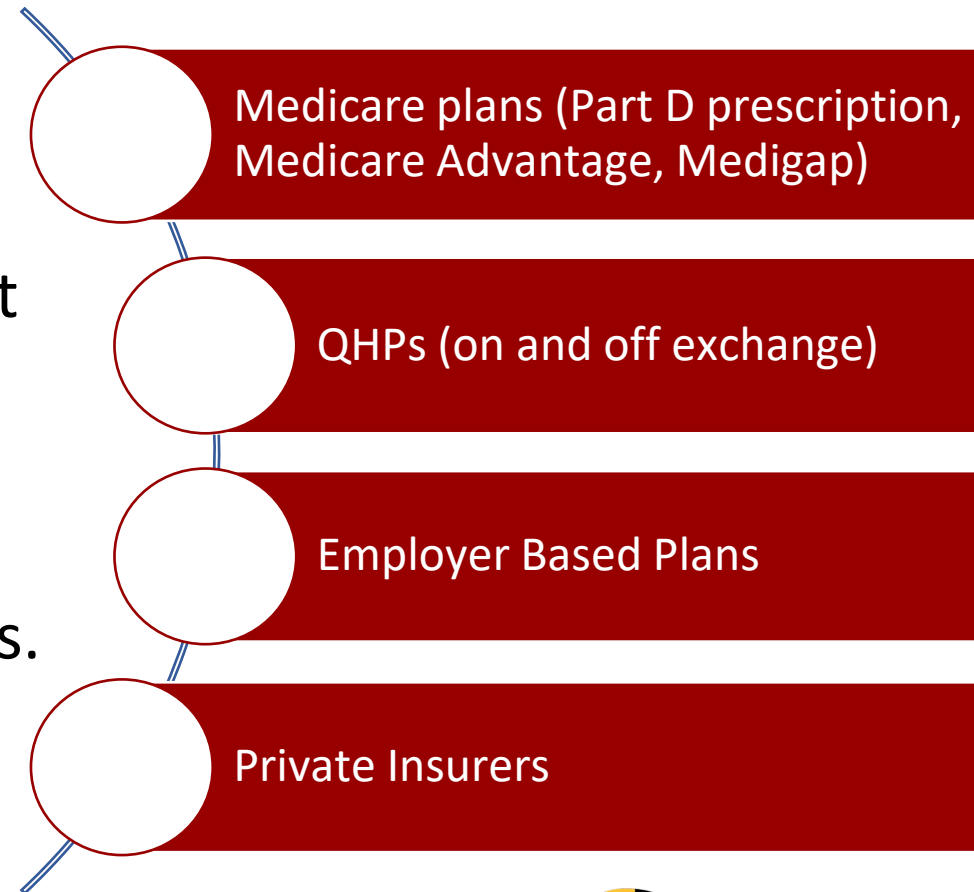 Medicare plans (Part D prescription,
Medicare Advantage, Medigap)
t
QHPs (on and off exchange)
Employer Based Plans
s.
Private Insurers